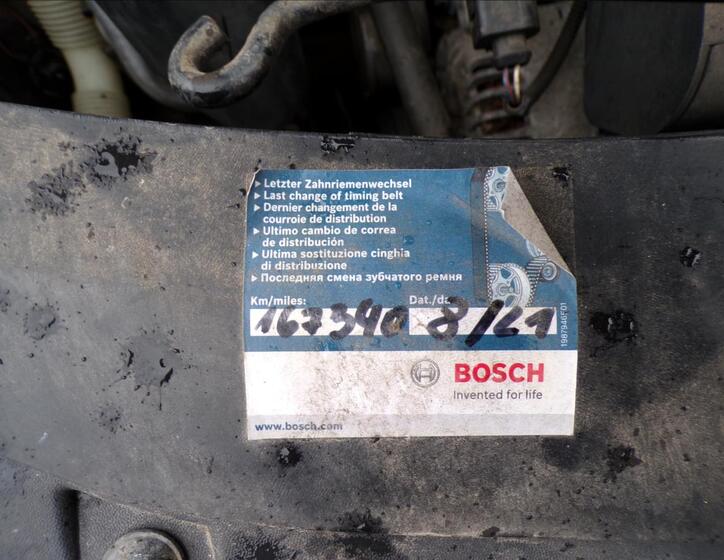 ▸ Letzter Zahnriemenwechsel
▸ Last change of timing belt
▸ Dernier changement de la
courroie de distribution
▸ Ultimo cambio de correa
de distribución
▸ Ultima sostituzione cinghia
di distribuzione
▸ Последняя смена зубчатого ремня
Km/miles: Dat./da
167340 8/21
1987946F01
BOSCH
Invented for life
www.bosch.com